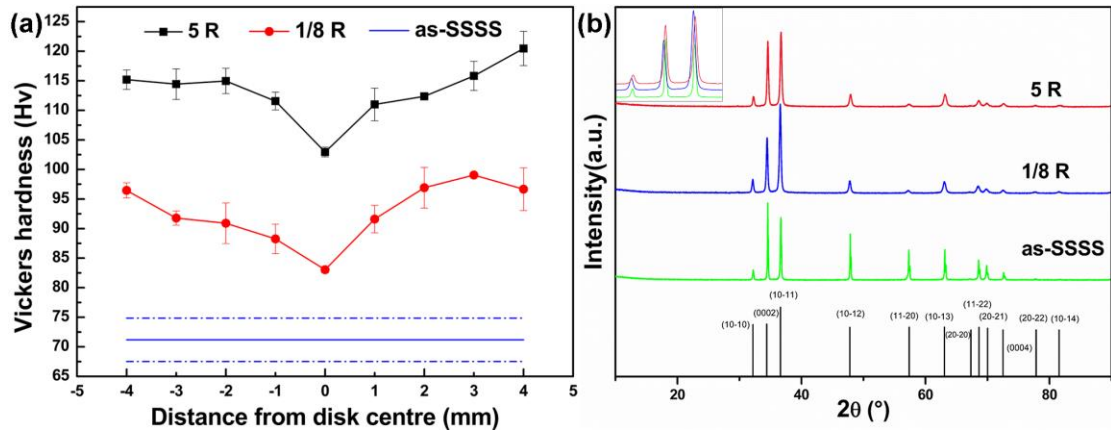 (a)
5 R
1/8 R
as-SSSS
Vickers hardness (Hv)
125
120
115
110
105
100
95
90
85
80
75
70
65
-5 -4 -3 -2 -1 0 1 2 3 4 5
Distance from disk centre (mm)
(b)
5 R
1/8 R
as-SSSS
Intensity(a.u.)
(10-10)
(0002)
(10-11)
(10-12)
(11-20)
(10-13)
(20-20)
(11-22)
(20-21)
(0004)
(20-22)
(10-14)
20 40 60 80
2θ (°)